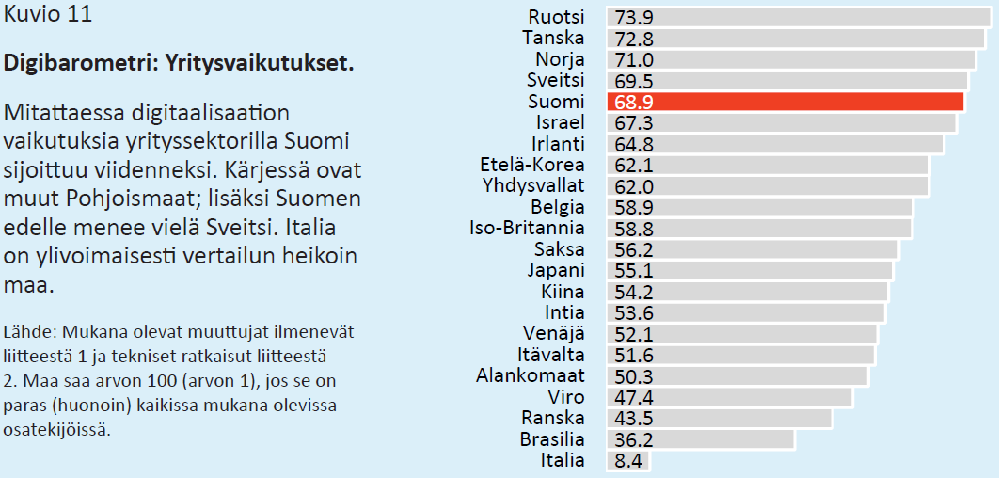 Kuvio 11
Digibarometri: Yritysvaikutukset.
Mitattaessa digitaalisaation
vaikutuksia yrityssektorilla Suomi
sijoittuu viidenneksi. Kärjessä ovat
muut Pohjoismaat; lisäksi Suomen
edelle menee vielä Sveitsi. Italia
on ylivoimaisesti vertailun heikoin
maa.
Lähde: Mukana olevat muuttujat ilmenevät
liitteestä 1 ja tekniset ratkaisut liitteestä
2. Maa saa arvon 100 (arvon 1), jos se on
paras (huonoin) kaikissa mukana olevissa
osatekijöissä.
Ruotsi 73.9
Tanska 72.8
Norja 71.0
Sveitsi 69.5
Suomi 68.9
Israel 67.3
Irlanti 64.8
Etelä-Korea 62.1
Yhdysvallat 62.0
Belgia 58.9
Iso-Britannia 58.8
Saksa 56.2
Japani 55.1
Kiina 54.2
Intia 53.6
Venäjä 52.1
Itävalta 51.6
Alankomaat 50.3
Viro 47.4
Ranska 43.5
Brasilia 36.2
Italia 8.4